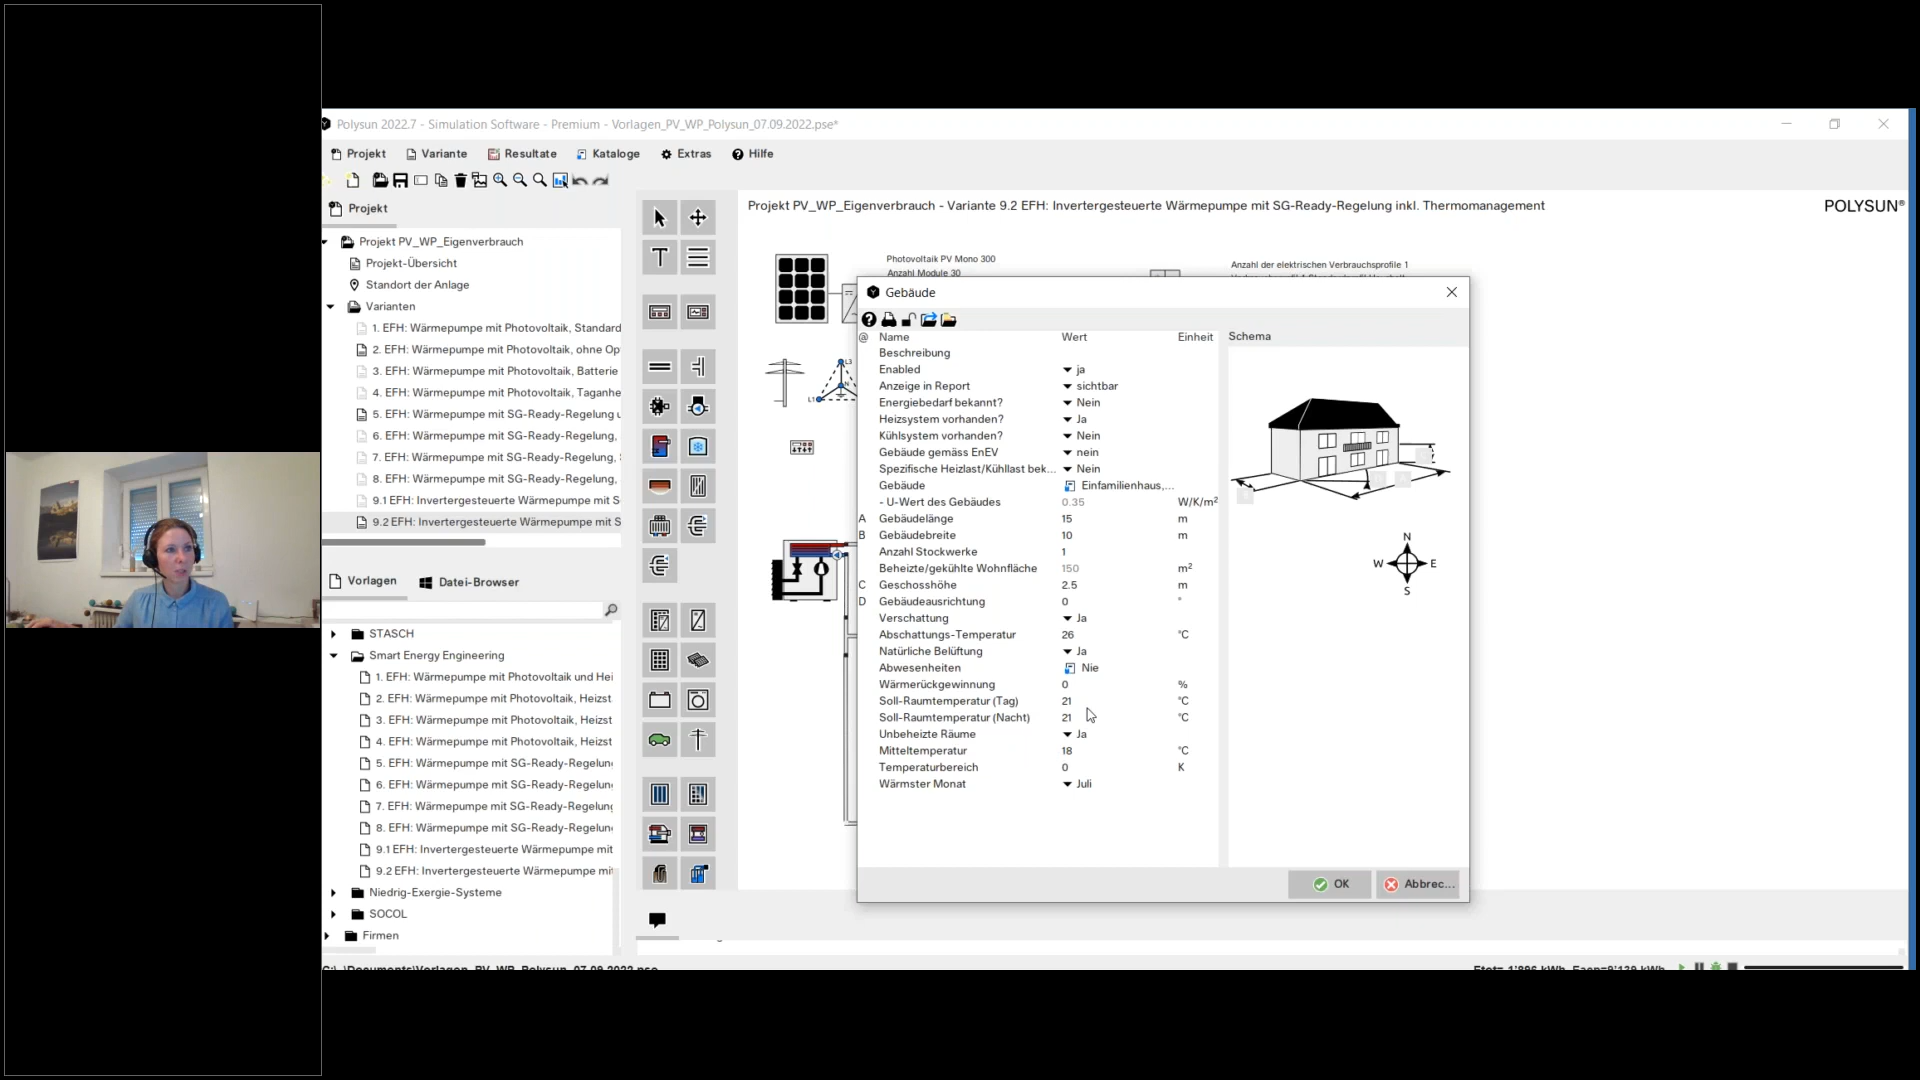 Polysun 2022.7 - Simulation Software - Premium - Vorlagen_PV_WP_Polysun_07.09.2022.pse*
Projekt Variante Resultate Kataloge Extras Hilfe
Projekt
Projekt PV_WP_Eigenverbrauch
Projekt-Übersicht
Standort der Anlage
Varianten
1. EFH: Wärmepumpe mit Photovoltaik, Standard
2. EFH: Wärmepumpe mit Photovoltaik, ohne Op
3. EFH: Wärmepumpe mit Photovoltaik, Batterie
4. EFH: Wärmepumpe mit Photovoltaik, Taganhe
5. EFH: Wärmepumpe mit SG-Ready-Regelung u
6. EFH: Wärmepumpe mit SG-Ready-Regelung,
7. EFH: Wärmepumpe mit SG-Ready-Regelung,
8. EFH: Wärmepumpe mit SG-Ready-Regelung,
9.1 EFH: Invertergesteuerte Wärmepumpe mit S
9.2 EFH: Invertergesteuerte Wärmepumpe mit S
Vorlagen Datei-Browser
STASCH
Smart Energy Engineering
1. EFH: Wärmepumpe mit Photovoltaik und Hei
2. EFH: Wärmepumpe mit Photovoltaik, Heizst
3. EFH: Wärmepumpe mit Photovoltaik, Heizst
4. EFH: Wärmepumpe mit Photovoltaik, Heizst
5. EFH: Wärmepumpe mit SG-Ready-Regelung
6. EFH: Wärmepumpe mit SG-Ready-Regelung
7. EFH: Wärmepumpe mit SG-Ready-Regelung
8. EFH: Wärmepumpe mit SG-Ready-Regelung
9.1 EFH: Invertergesteuerte Wärmepumpe mit
9.2 EFH: Invertergesteuerte Wärmepumpe mit
Niedrig-Exergie-Systeme
SOCOL
Firmen
T
Projekt PV_WP_Eigenverbrauch - Variante 9.2 EFH: Invertergesteuerte Wärmepumpe mit SG-Ready-Regelung inkl. Thermomanagement
POLYSUN®
Photovoltaik PV Mono 300
Anzahl Module 30
Anzahl der elektrischen Verbrauchsprofile 1
L3
N
L1
Gebäude
@ Name Wert Einheit
Beschreibung
Enabled ja
Anzeige in Report sichtbar
Energiebedarf bekannt? Nein
Heizsystem vorhanden? Ja
Kühlsystem vorhanden? Nein
Gebäude gemäss EnEV nein
Spezifische Heizlast/Kühllast bek... Nein
Gebäude Einfamilienhaus,...
- U-Wert des Gebäudes 0.35 W/K/m²
A Gebäudelänge 15 m
B Gebäudebreite 10 m
Anzahl Stockwerke 1
Beheizte/gekühlte Wohnfläche 150 m²
C Geschosshöhe 2.5 m
D Gebäudeausrichtung 0 °
Verschattung Ja
Abschattungs-Temperatur 26 °C
Natürliche Belüftung Ja
Abwesenheiten Nie
Wärmerückgewinnung 0 %
Soll-Raumtemperatur (Tag) 21 °C
Soll-Raumtemperatur (Nacht) 21 °C
Unbeheizte Räume Ja
Mitteltemperatur 18 °C
Temperaturbereich 0 K
Wärmster Monat Juli
Schema
N
W E
S
OK Abbrec...
C:\...\Documents\Vorlagen_PV_WP_Polysun_07.09.2022.pse